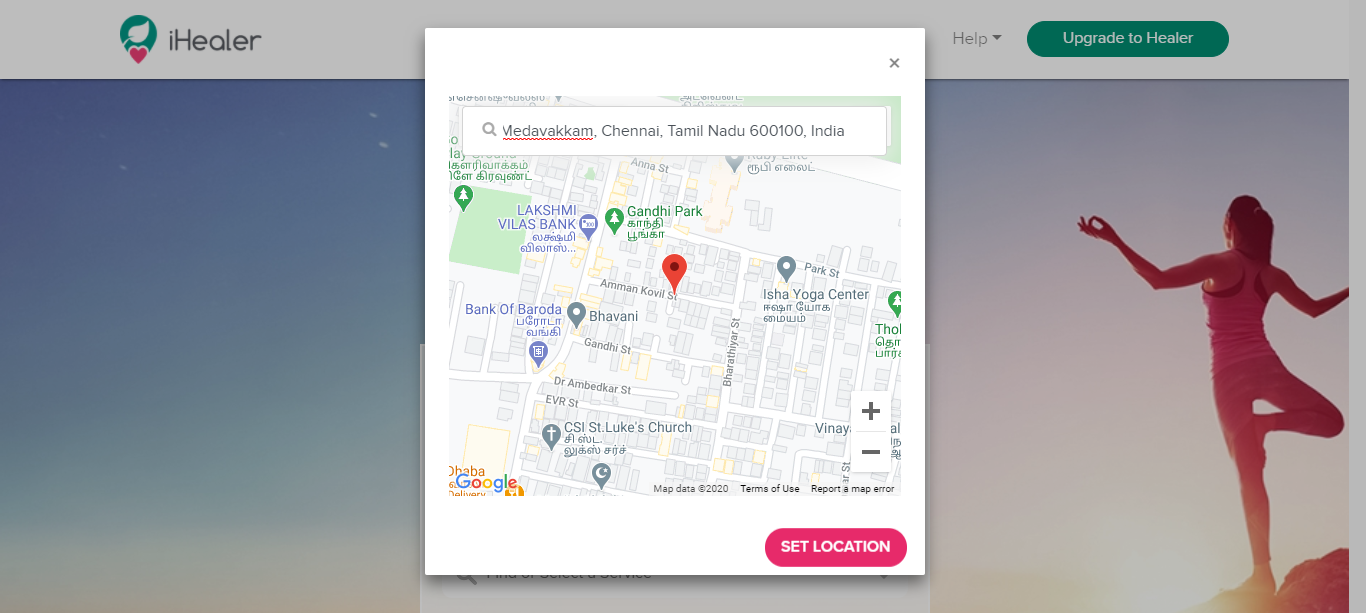 iHealer
Help
Upgrade to Healer
×
Medavakkam, Chennai, Tamil Nadu 600100, India
Anna St
Ruby Elite
ரூபி எலைட்
கிளே கிரவுண்ட்
LAKSHMI
VILAS BANK
லக்ஷ்மி
விலாஸ்...
Gandhi Park
காந்தி
பூங்கா
Park St
Amman Kovil St
Isha Yoga Center
ஈஷா யோக
மையம்
Bank Of Baroda
பரோடா
வங்கி
Bhavani
Gandhi St
Bharathiyar St
Dr Ambedkar St
EVR St
CSI St.Luke's Church
சி எஸ்ட்.
லுக்ஸ் சர்ச்
Dhaba
Delivery
Google
Map data ©2020
Terms of Use
Report a map error
SET LOCATION
Find or Select a Service